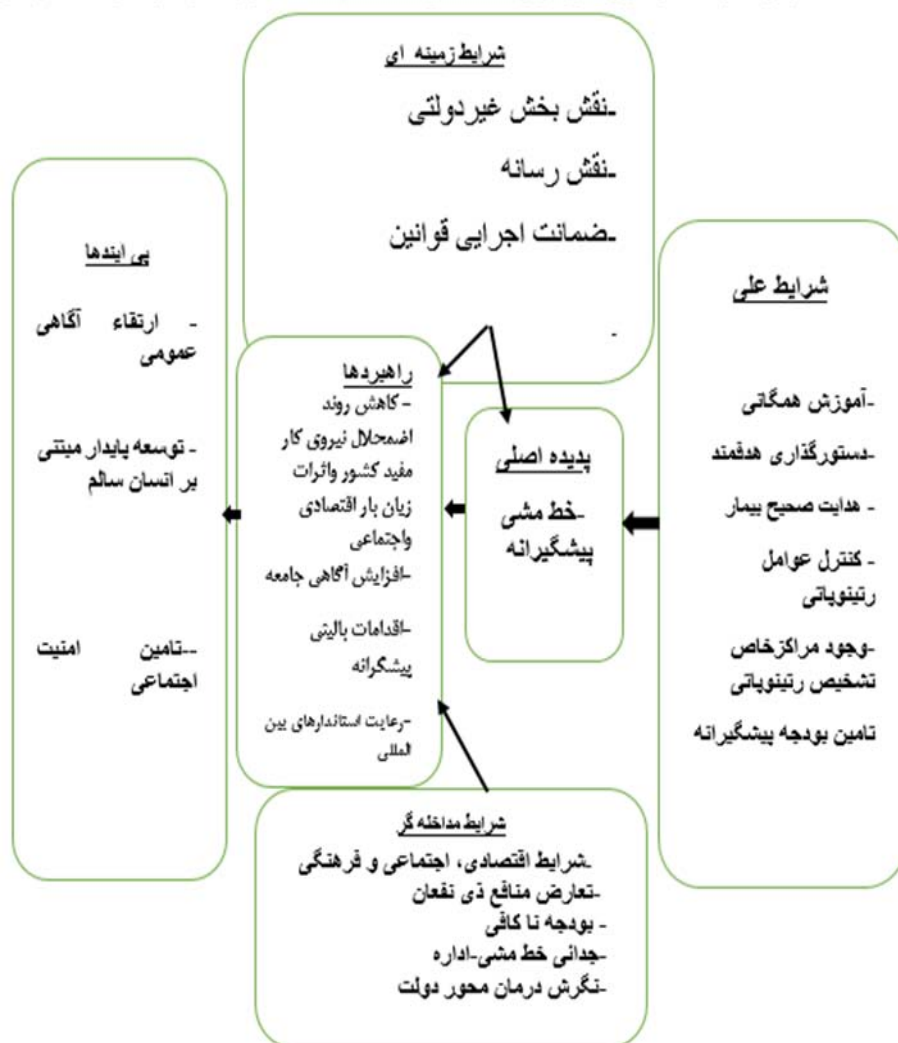 شرایط زمینه ای
-نقش بخش غیردولتی
-نقش رسانه
-ضمانت اجرایی قوانین
-
شرایط علی
-آموزش همگانی
-دستورگذاری هدفمند
- هدایت صحیح بیمار
- کنترل عوامل
رتینوپاتی
-وجود مراکزخاص
تشخیص رتینوپاتی
تامین بودجه پیشگیرانه
پدیده اصلی
-خط مشی
پیشگیرانه
راهبردها
- کاهش روند
اضمحلال نیروی کار
مفید کشور واثرات
زیان بار اقتصادی
واجتماعی
-افزایش آگاهی جامعه
-اقدامات بالینی
پیشگرانه
-رعایت استاندارهای بین
المللی
پی ایندها
- ارتقاء آگاهی
عمومی
- توسعه پایدار مبتنی
بر انسان سالم
--تامین امنیت
اجتماعی
شرایط مداخله گر
-شرایط اقتصادی، اجتماعی و فرهنگی
-تعارض منافع ذی نفعان
- بودجه نا کافی
-جدائی خط مشی-اداره
-نگرش درمان محور دولت